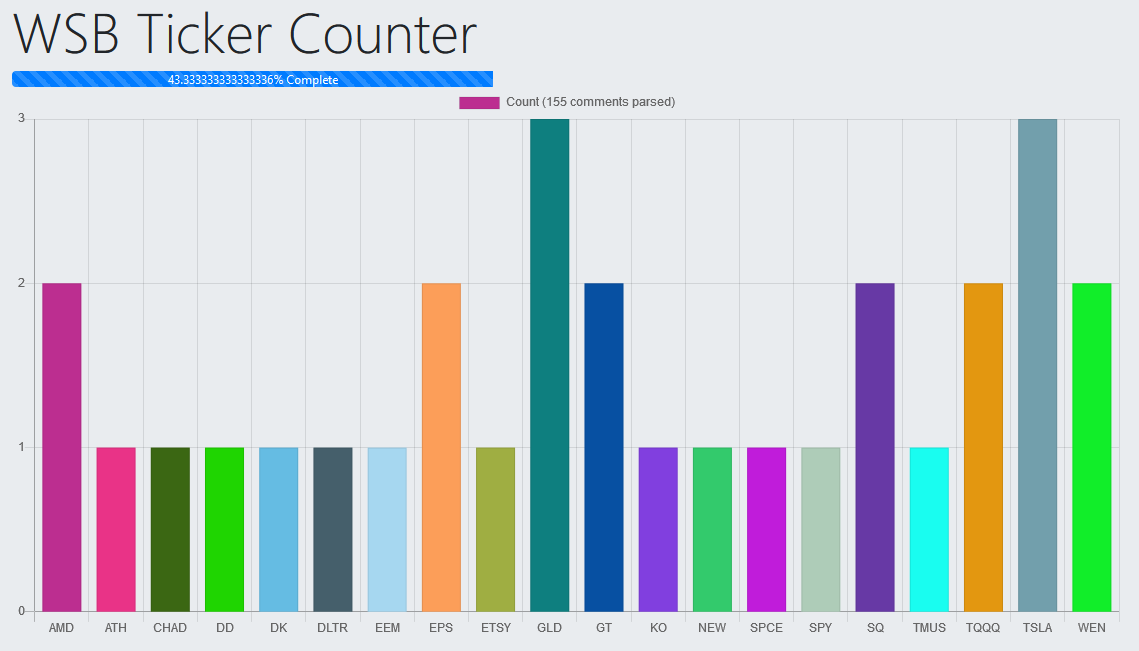 WSB Ticker Counter
43.333333333333336% Complete
Count (155 comments parsed)
3
2
1
0
AMD ATH CHAD DD DK DLTR EEM EPS ETSY GLD GT KO NEW SPCE SPY SQ TMUS TQQQ TSLA WEN